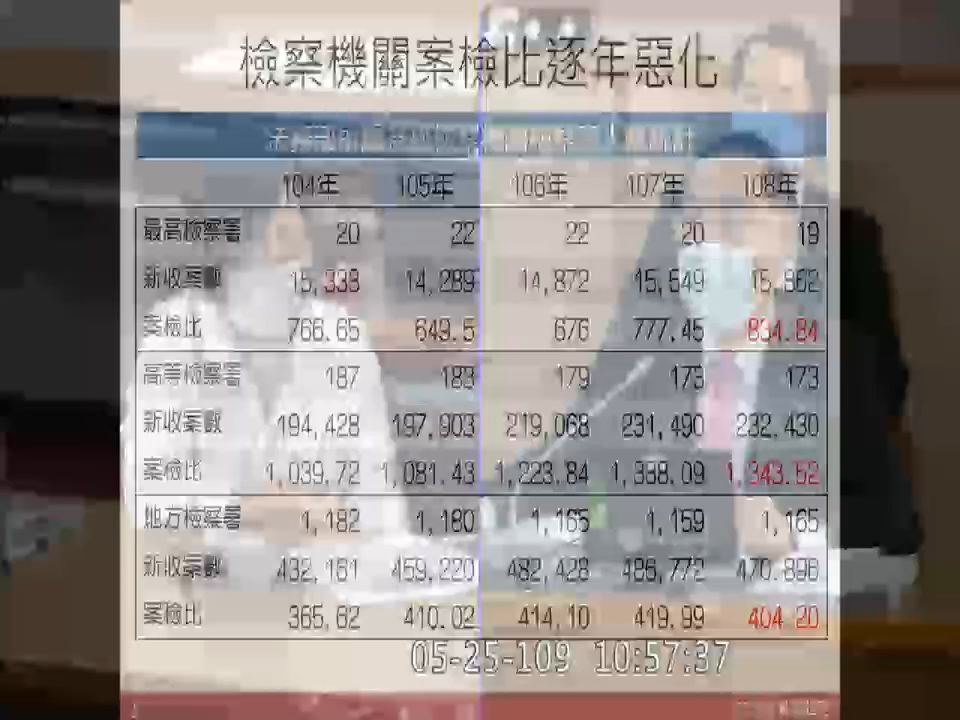 檢察機關案檢比逐年惡化
104年 105年 106年 107年 108年
最高檢察署 20 22 22 20 19
新收案數 15,333 14,289 14,872 15,549 15,862
案檢比 766.65 649.5 676 777.45 834.84
高等檢察署 187 183 179 173 173
新收案數 194,428 197,903 219,068 231,490 232,430
案檢比 1,039.72 1,081.43 1,223.84 1,338.09 1,343.52
地方檢察署 1,182 1,120 1,165 1,159 1,165
新收案數 432,161 459,220 482,428 486,772 470,896
案檢比 365.62 410.02 414.10 419.99 404.20
05-25-109 10:57:37